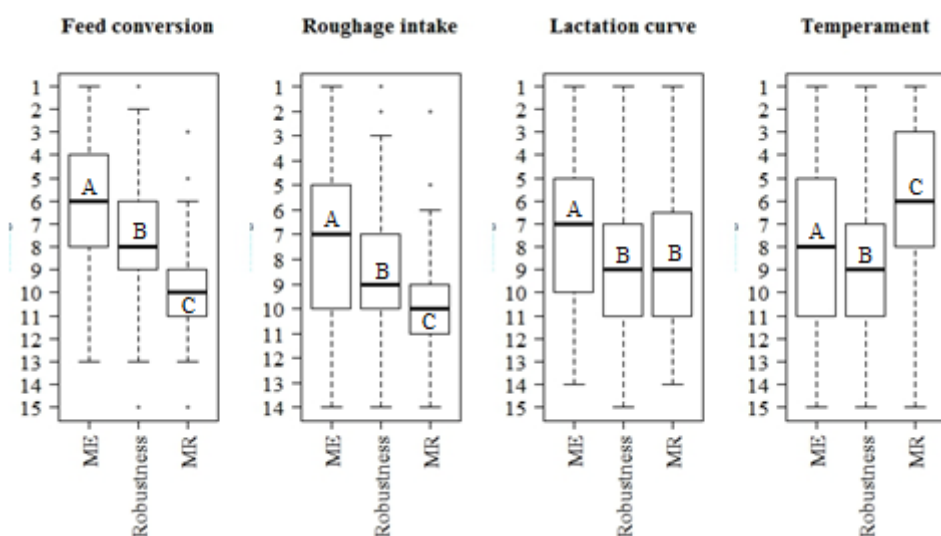 Feed conversion
1
2
3
4
5
6
7
8
9
10
11
12
13
14
15
A
B
C
ME
Robustness
MR
Roughage intake
1
2
3
4
5
6
7
8
9
10
11
12
13
14
A
B
C
ME
Robustness
MR
Lactation curve
1
2
3
4
5
6
7
8
9
10
11
12
13
14
15
A
B
B
ME
Robustness
MR
Temperament
1
2
3
4
5
6
7
8
9
10
11
12
13
14
15
A
B
C
ME
Robustness
MR